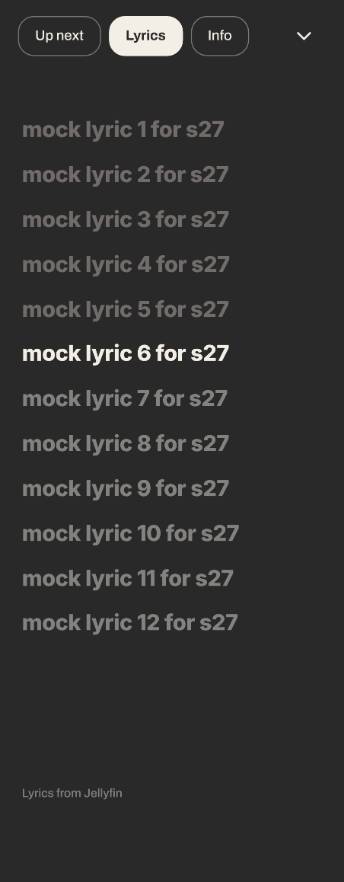 Up next Lyrics Info
mock lyric 1 for s27
mock lyric 2 for s27
mock lyric 3 for s27
mock lyric 4 for s27
mock lyric 5 for s27
mock lyric 6 for s27
mock lyric 7 for s27
mock lyric 8 for s27
mock lyric 9 for s27
mock lyric 10 for s27
mock lyric 11 for s27
mock lyric 12 for s27
Lyrics from Jellyfin